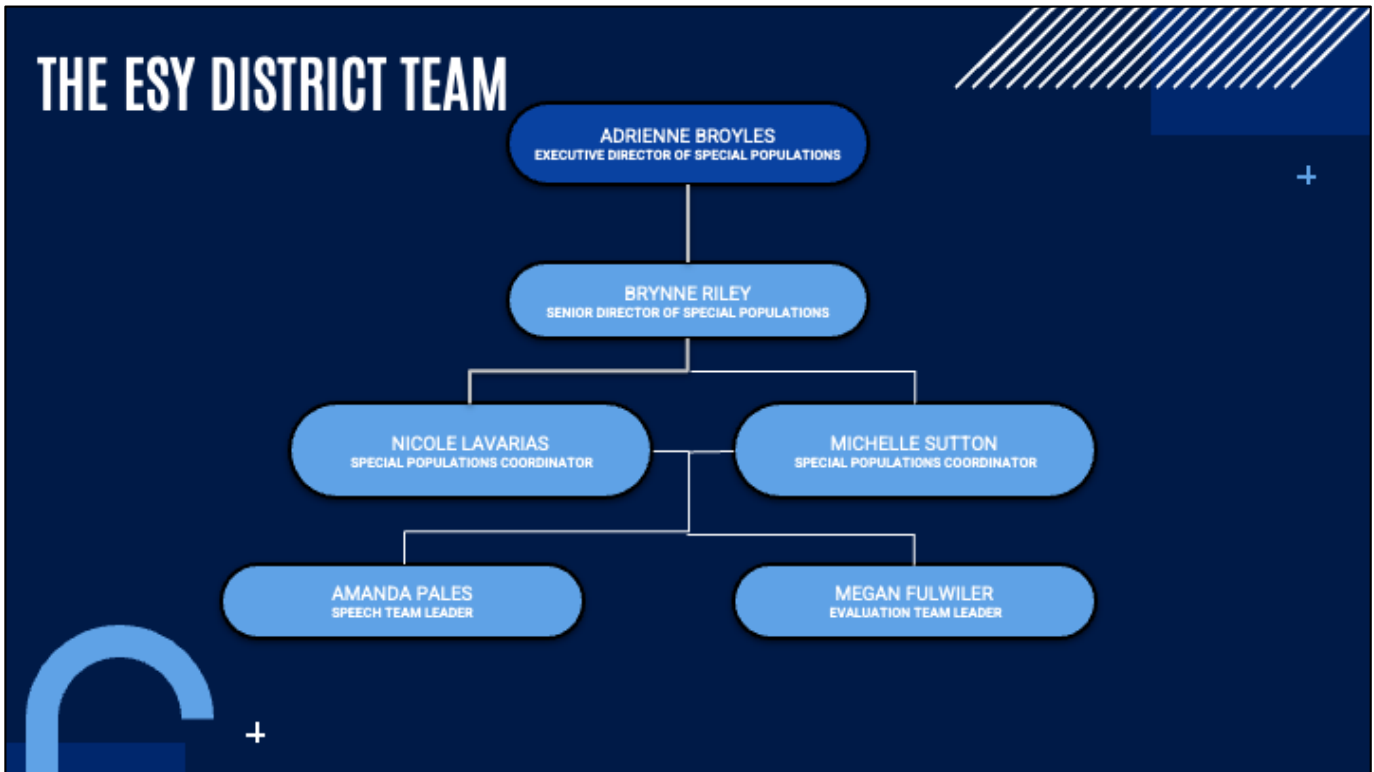 THE ESY DISTRICT TEAM
ADRIENNE BROYLES
EXECUTIVE DIRECTOR OF SPECIAL POPULATIONS
BRYNNE RILEY
SENIOR DIRECTOR OF SPECIAL POPULATIONS
NICOLE LAVARIAS
SPECIAL POPULATIONS COORDINATOR
MICHELLE SUTTON
SPECIAL POPULATIONS COORDINATOR
AMANDA PALES
SPEECH TEAM LEADER
MEGAN FULWILER
EVALUATION TEAM LEADER